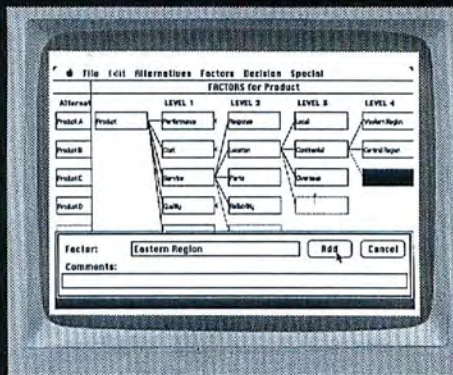 File Edit Alternatives Factors Decision Special
FACTORS for Product
Alternat LEVEL 1 LEVEL 2 LEVEL 3 LEVEL 4
Product A Product Performance Response Local Western Region
Product B Cost Location Continental Central Region
Product C Service Parts Overseas
Product D Quality Reliability
Factor: Eastern Region Add Cancel
Comments: